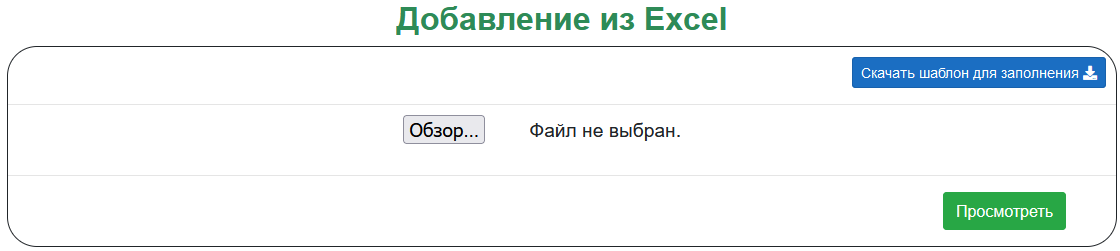 Добавление из Excel
Скачать шаблон для заполнения
Обзор... Файл не выбран.
Просмотреть